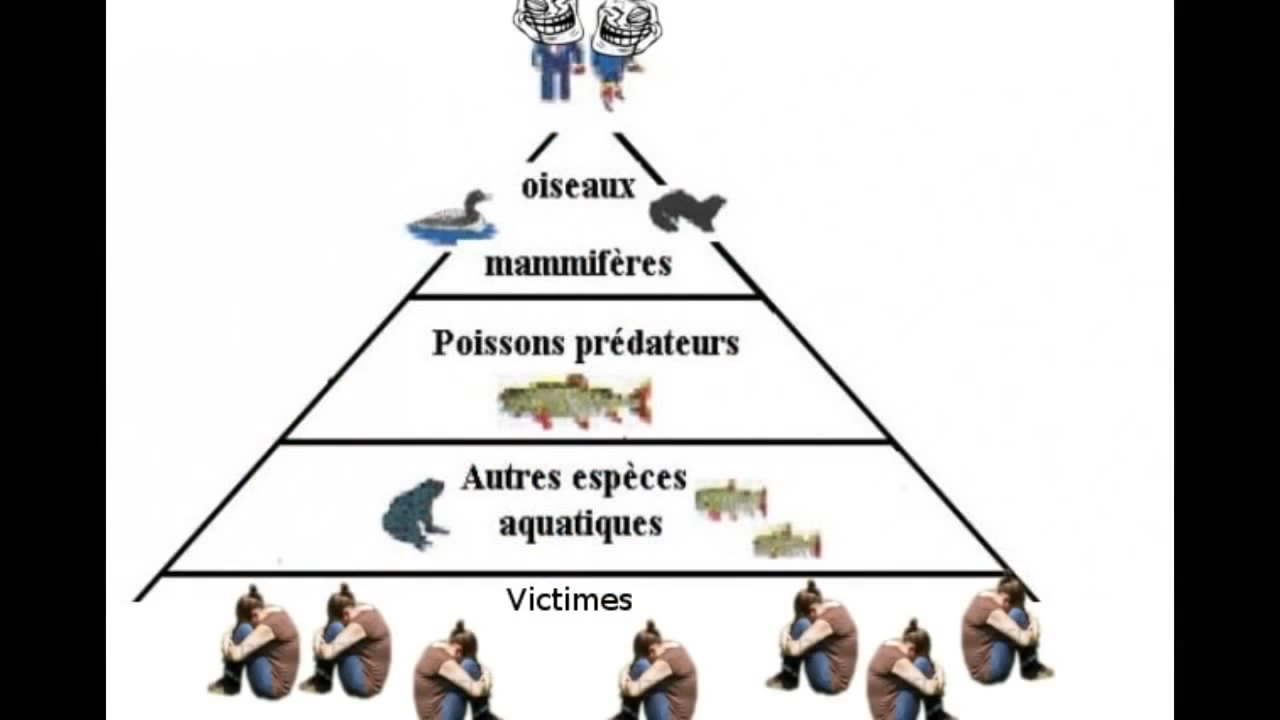 oiseaux
mammifères
Poissons prédateurs
Autres espèces
aquatiques
Victimes